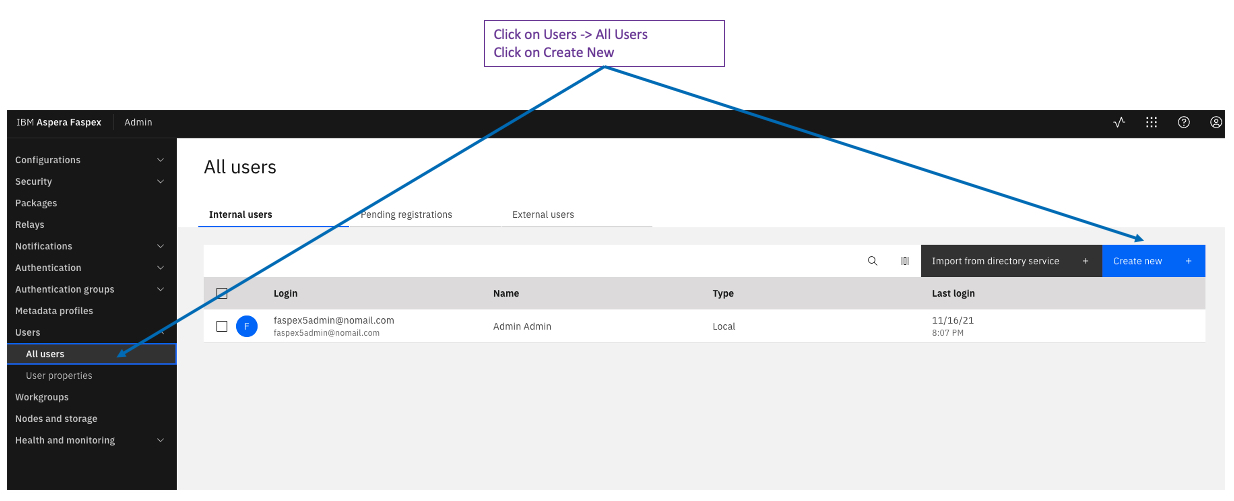 Click on Users -> All Users
Click on Create New
IBM Aspera Faspex
Admin
Configurations
Security
Packages
Relays
Notifications
Authentication
Authentication groups
Metadata profiles
Users
All users
User properties
Workgroups
Nodes and storage
Health and monitoring
All users
Internal users
Pending registrations
External users
Import from directory service +
Create new +
Login Name Type Last login
F faspex5admin@nomail.com Admin Admin Local 11/16/21
faspex5admin@nomail.com 8:07 PM